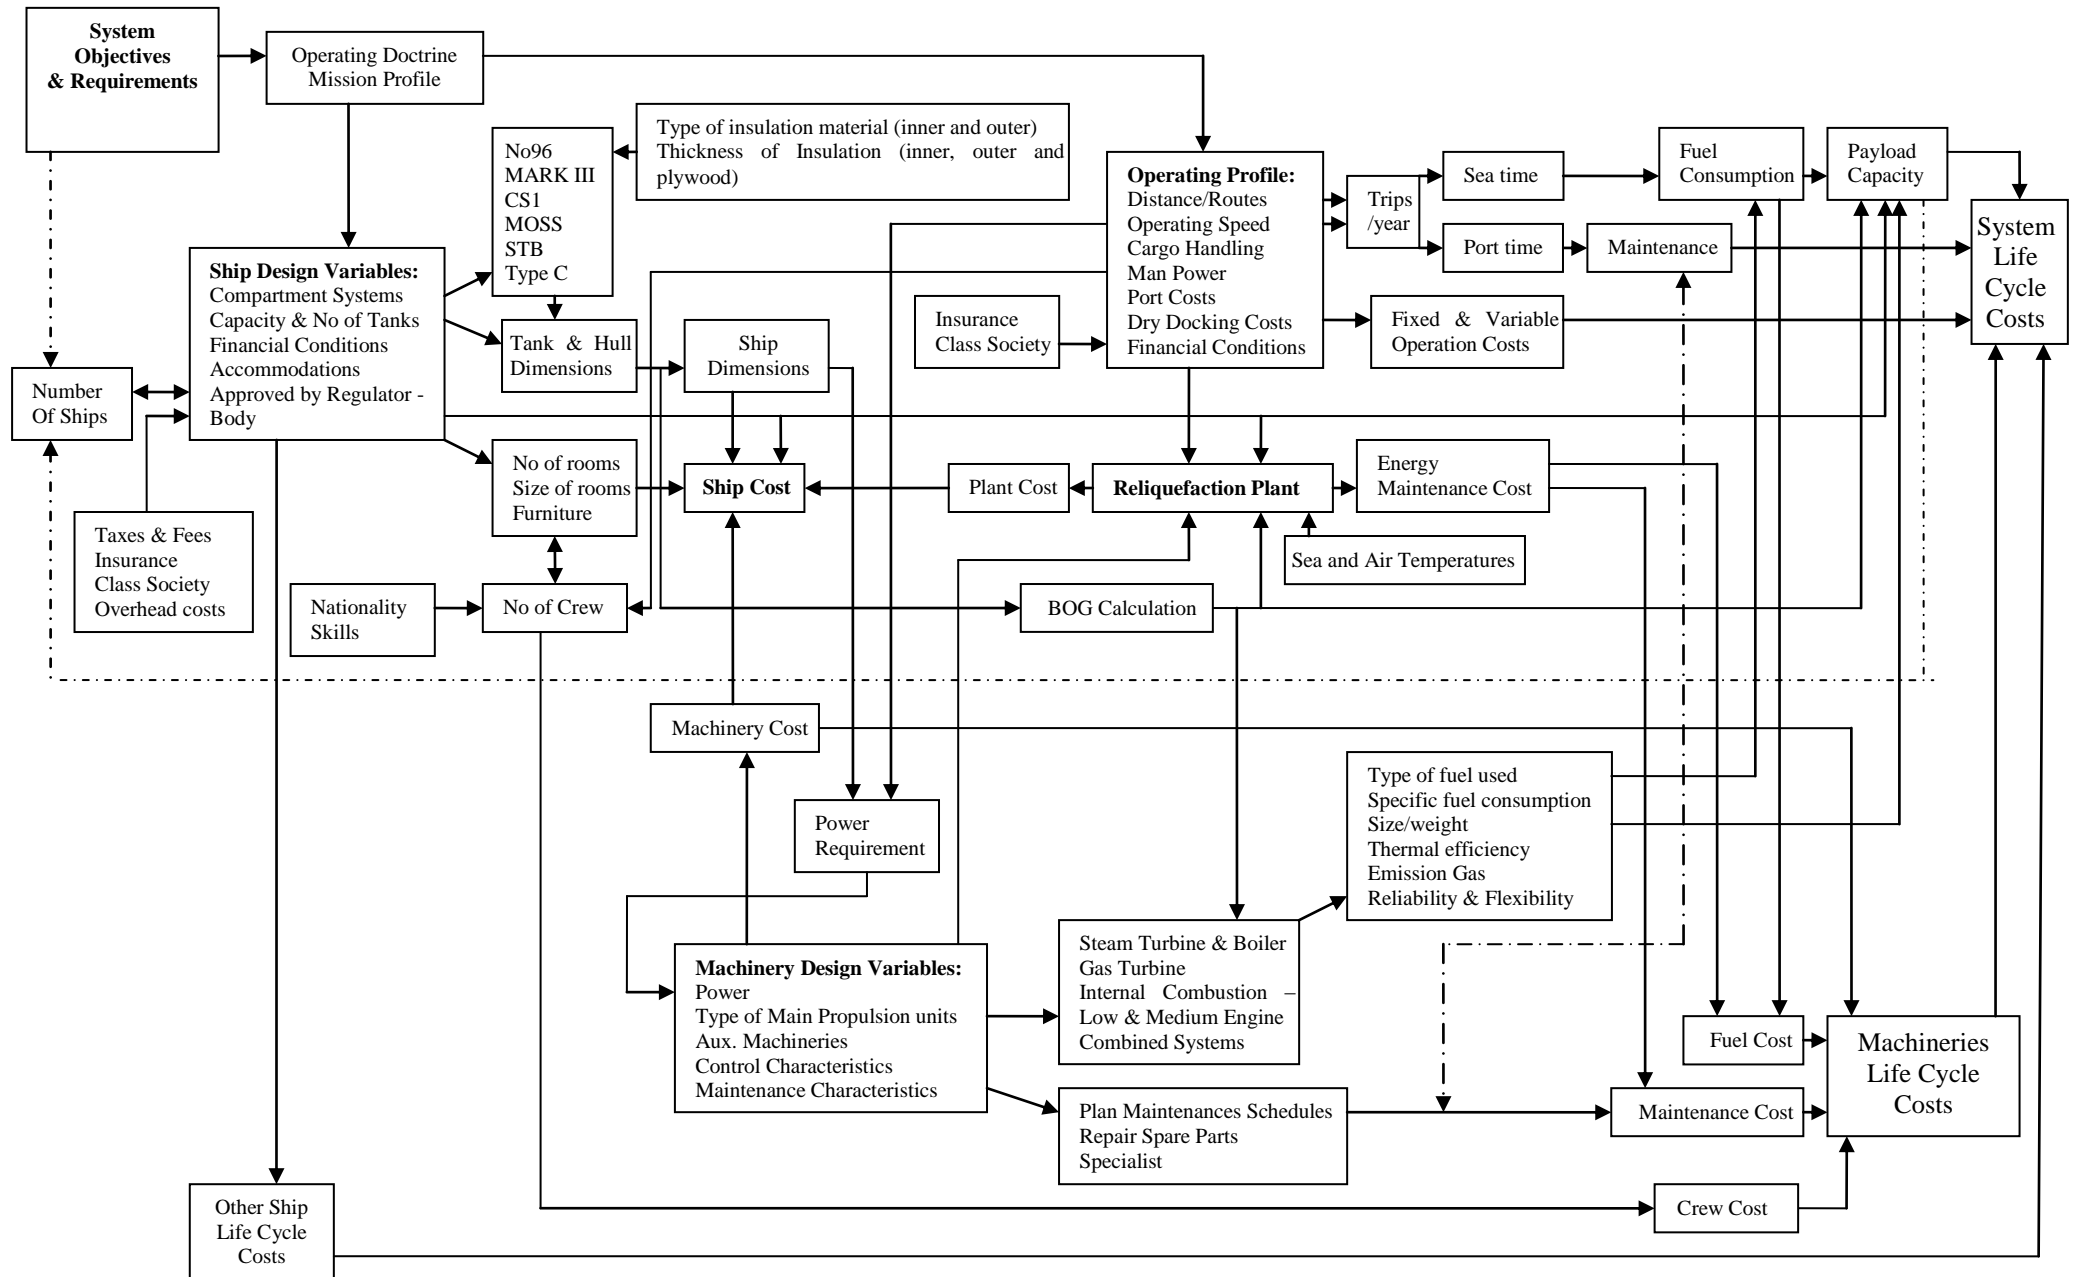 System
Objectives
& Requirements
Operating Doctrine
Mission Profile
No96
MARK III
CS1
MOSS
STB
Type C
Type of insulation material (inner and outer)
Thickness of Insulation (inner, outer and
plywood)
Operating Profile:
Distance/Routes
Operating Speed
Cargo Handling
Man Power
Port Costs
Dry Docking Costs
Financial Conditions
Trips
/year
Sea time
Port time
Fuel
Consumption
Maintenance
Payload
Capacity
System
Life
Cycle
Costs
Ship Design Variables:
Compartment Systems
Capacity & No of Tanks
Financial Conditions
Accommodations
Approved by Regulator -
Body
Tank & Hull
Dimensions
Ship
Dimensions
Insurance
Class Society
Fixed & Variable
Operation Costs
Number
Of Ships
No of rooms
Size of rooms
Furniture
Ship Cost
Plant Cost
Reliquefaction Plant
Energy
Maintenance Cost
Taxes & Fees
Insurance
Class Society
Overhead costs
Sea and Air Temperatures
Nationality
Skills
No of Crew
BOG Calculation
Machinery Cost
Power
Requirement
Type of fuel used
Specific fuel consumption
Size/weight
Thermal efficiency
Emission Gas
Reliability & Flexibility
Machinery Design Variables:
Power
Type of Main Propulsion units
Aux. Machineries
Control Characteristics
Maintenance Characteristics
Steam Turbine & Boiler
Gas Turbine
Internal Combustion –
Low & Medium Engine
Combined Systems
Fuel Cost
Machineries
Life Cycle
Costs
Plan Maintenances Schedules
Repair Spare Parts
Specialist
Maintenance Cost
Crew Cost
Other Ship
Life Cycle
Costs